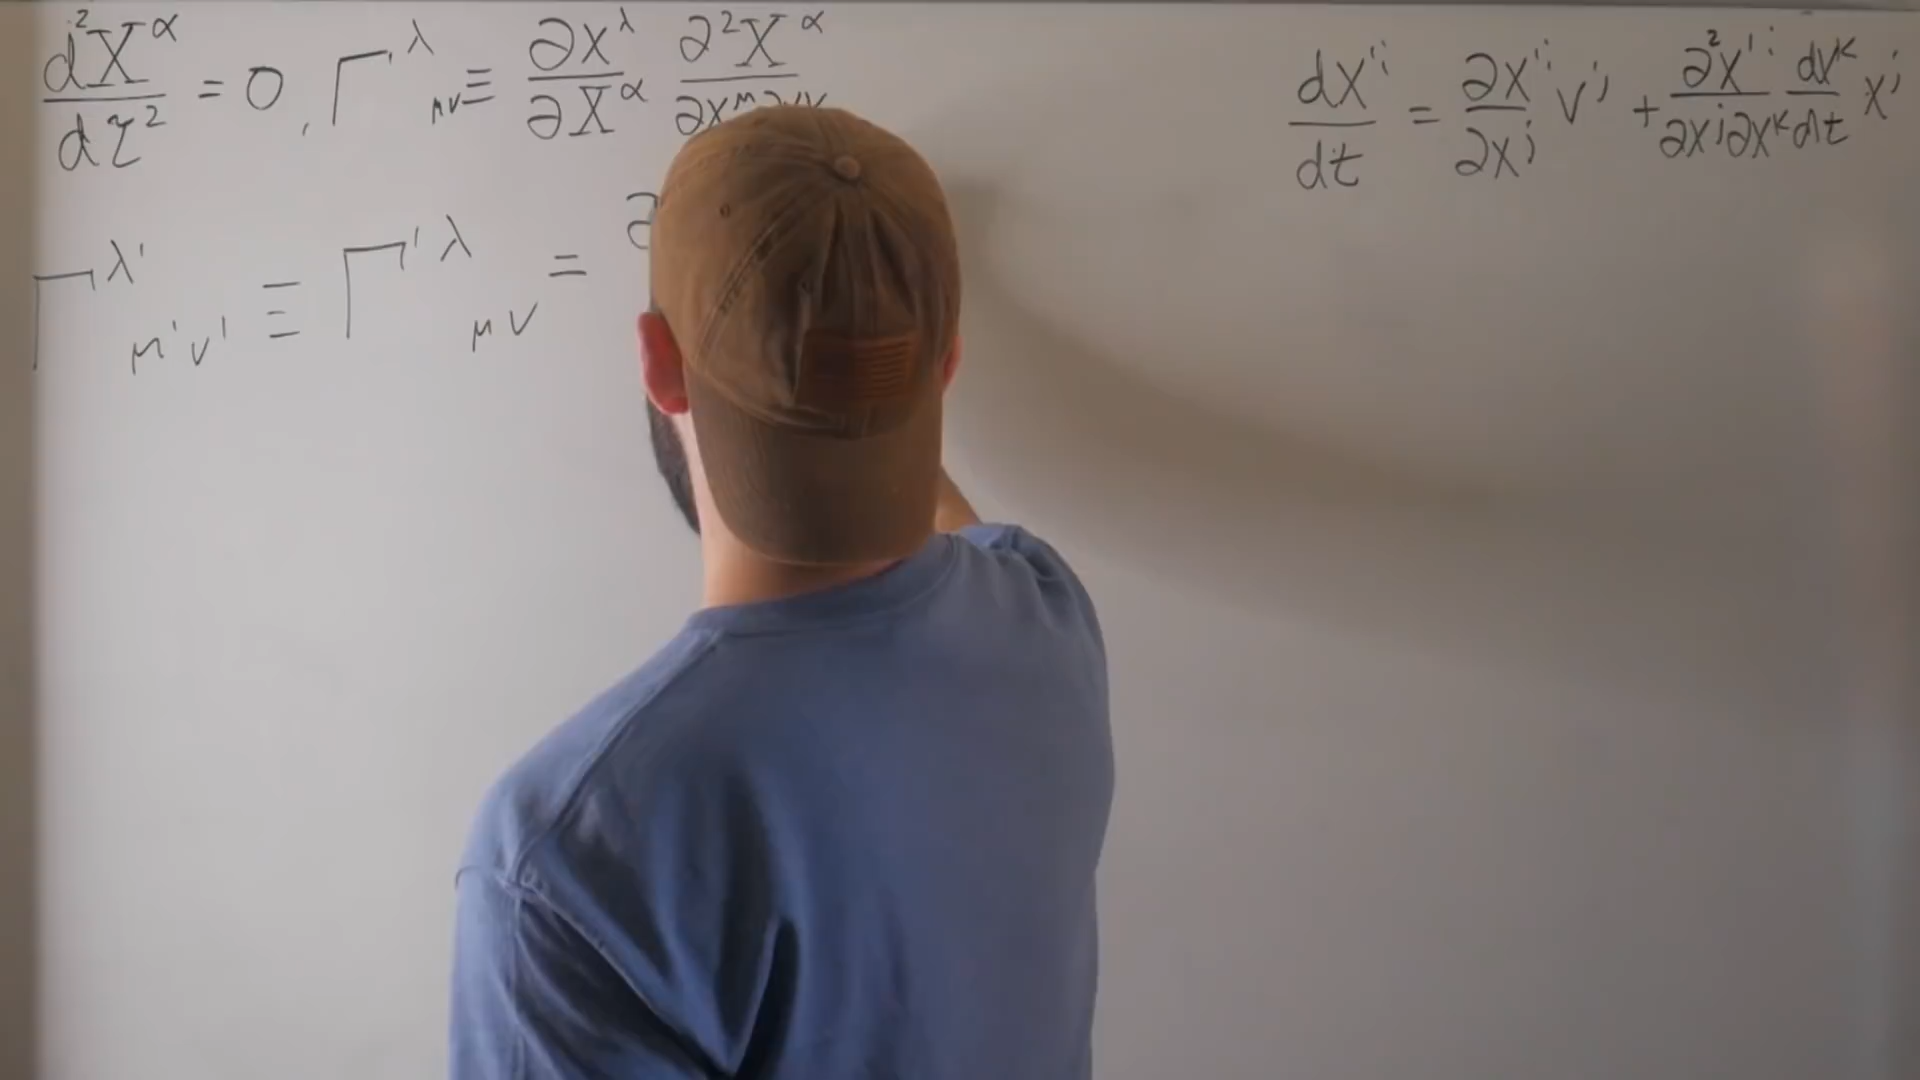 d²X^α/dτ² = 0, Γ'^λ_μν ≡ ∂x^λ/∂X^α ∂²X^α/∂x^μ∂x^ν
dx'^i/dt = ∂x'^i/∂x^j v^j + ∂²x'^i/∂x^j∂x^k dv^k/dt x^j
Γ^λ'_μ'ν' ≡ Γ'^λ_μν = ∂